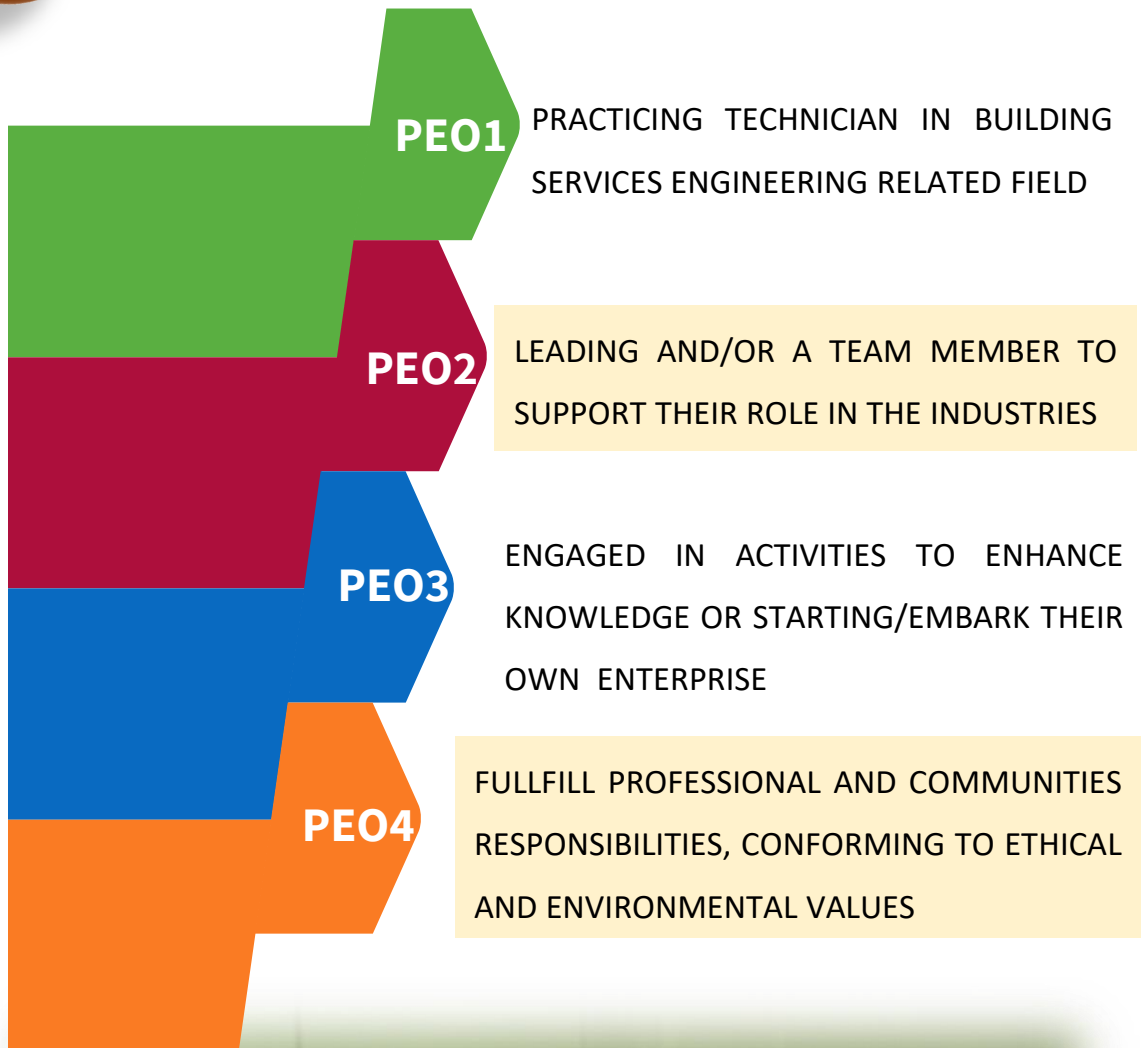 PEO1
PRACTICING TECHNICIAN IN BUILDING
SERVICES ENGINEERING RELATED FIELD
PEO2
LEADING AND/OR A TEAM MEMBER TO
SUPPORT THEIR ROLE IN THE INDUSTRIES
PEO3
ENGAGED IN ACTIVITIES TO ENHANCE
KNOWLEDGE OR STARTING/EMBARK THEIR
OWN ENTERPRISE
PEO4
FULLFILL PROFESSIONAL AND COMMUNITIES
RESPONSIBILITIES, CONFORMING TO ETHICAL
AND ENVIRONMENTAL VALUES